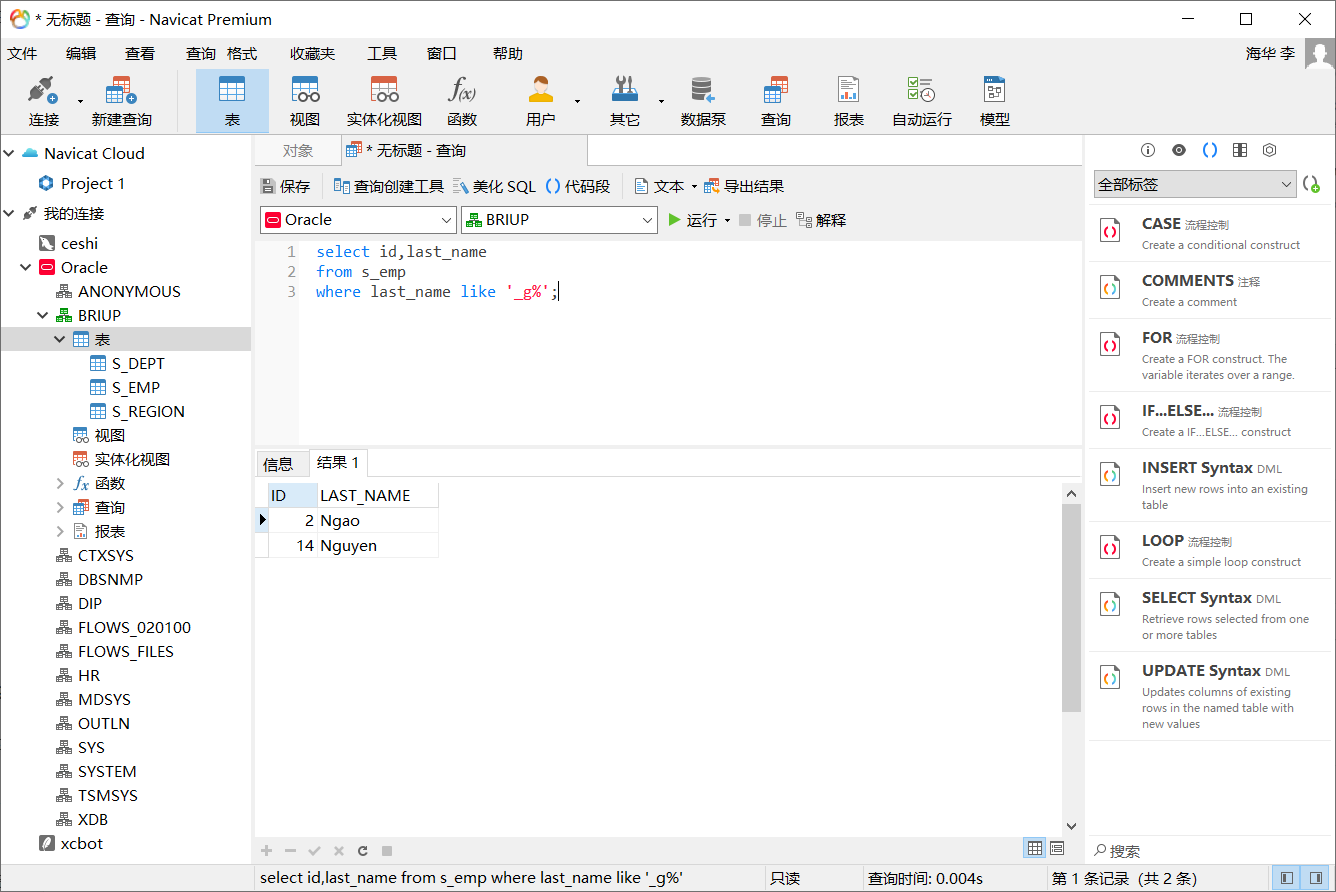 * 无标题 - 查询 - Navicat Premium
文件 编辑 查看 查询 格式 收藏夹 工具 窗口 帮助 海华 李
连接 新建查询 表 视图 实体化视图 函数 用户 其它 数据泵 查询 报表 自动运行 模型
Navicat Cloud
Project 1
我的连接
ceshi
Oracle
ANONYMOUS
BRIUP
表
S_DEPT
S_EMP
S_REGION
视图
实体化视图
函数
查询
报表
CTXSYS
DBSNMP
DIP
FLOWS_020100
FLOWS_FILES
HR
MDSYS
OUTLN
SYS
SYSTEM
TSMSYS
XDB
xcbot
对象 * 无标题 - 查询
保存 查询创建工具 美化 SQL () 代码段 文本 导出结果
Oracle BRIUP 运行 停止 解释
1 select id,last_name
2 from s_emp
3 where last_name like '_g%';
信息 结果 1
ID LAST_NAME
2 Ngao
14 Nguyen
全部标签
CASE 流程控制
Create a conditional construct
COMMENTS 注释
Create a comment
FOR 流程控制
Create a FOR construct. The
variable iterates over a range.
IF...ELSE... 流程控制
Create a IF...ELSE... construct
INSERT Syntax DML
Insert new rows into an existing
table
LOOP 流程控制
Create a simple loop construct
SELECT Syntax DML
Retrieve rows selected from one
or more tables
UPDATE Syntax DML
Updates columns of existing
rows in the named table with
new values
搜索
select id,last_name from s_emp where last_name like '_g%' 只读 查询时间: 0.004s 第 1 条记录 (共 2 条)